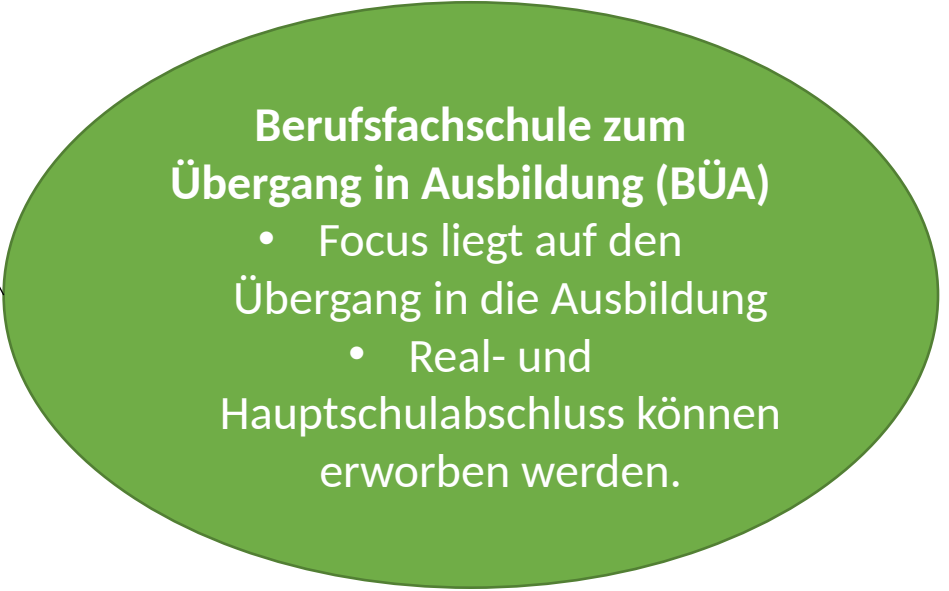 Berufsfachschule zum
Übergang in Ausbildung (BÜA)
• Focus liegt auf den
Übergang in die Ausbildung
• Real- und
Hauptschulabschluss können
erworben werden.